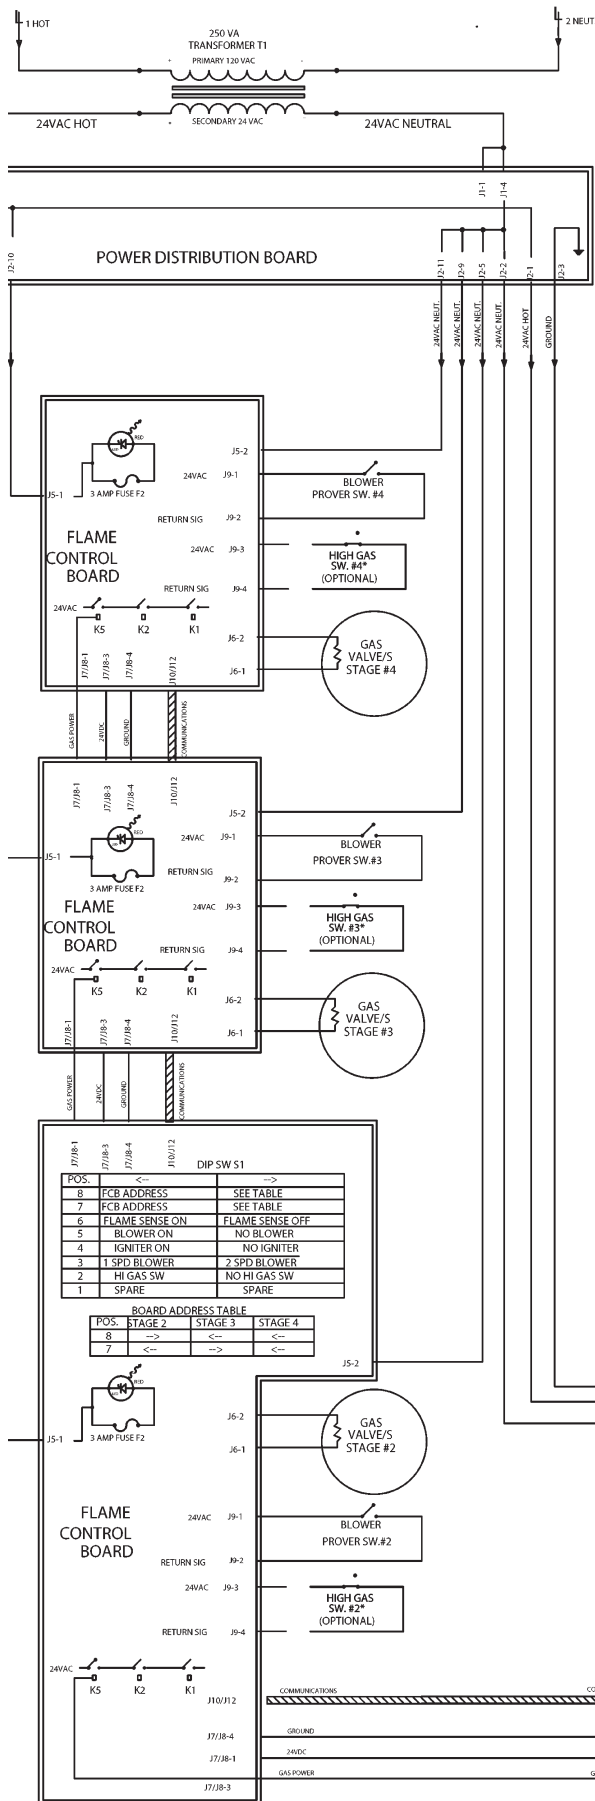 1 HOT
2 NEUT
250 VA
TRANSFORMER T1
PRIMARY 120 VAC
SECONDARY 24 VAC
24VAC HOT
24VAC NEUTRAL
J1-1
J1-4
POWER DISTRIBUTION BOARD
J2-10
J2-11
J2-9
J2-5
J2-2
J2-1
J2-3
24VAC NEUT.
24VAC NEUT.
24VAC NEUT.
24VAC NEUT.
24VAC HOT
GROUND
RED
J5-1
3 AMP FUSE F2
J5-2
24VAC J9-1
BLOWER
PROVER SW. #4
RETURN SIG J9-2
FLAME
CONTROL
BOARD
24VAC J9-3
HIGH GAS
SW. #4*
(OPTIONAL)
RETURN SIG J9-4
24VAC
K5 K2 K1
J6-2
GAS
VALVE/S
STAGE #4
J6-1
J7/J8-1
J7/J8-3
J7/J8-4
J10/J12
GAS POWER
24VDC
GROUND
COMMUNICATIONS
J7/J8-1
J7/J8-3
J7/J8-4
J10/J12
J5-2
RED
24VAC J9-1
BLOWER
PROVER SW.#3
J5-1
3 AMP FUSE F2
RETURN SIG
J9-2
FLAME
CONTROL
BOARD
24VAC J9-3
HIGH GAS
SW. #3*
(OPTIONAL)
RETURN SIG J9-4
24VAC
K5 K2 K1
J6-2
GAS
VALVE/S
STAGE #3
J6-1
J7/J8-1
J7/J8-3
J7/J8-4
J10/J12
GAS POWER
24VDC
GROUND
COMMUNICATIONS
J7/J8-1
J7/J8-3
J7/J8-4
J10/J12
DIP SW S1
POS. <-- -->
8 FCB ADDRESS SEE TABLE
7 FCB ADDRESS SEE TABLE
6 FLAME SENSE ON FLAME SENSE OFF
5 BLOWER ON NO BLOWER
4 IGNITER ON NO IGNITER
3 1 SPD BLOWER 2 SPD BLOWER
2 HI GAS SW NO HI GAS SW
1 SPARE SPARE
BOARD ADDRESS TABLE
POS. STAGE 2 STAGE 3 STAGE 4
8 --> <-- <--
7 <-- --> <--
J5-2
RED
J5-1
3 AMP FUSE F2
J6-2
GAS
VALVE/S
STAGE #2
J6-1
FLAME
CONTROL
BOARD
24VAC J9-1
BLOWER
PROVER SW.#2
RETURN SIG J9-2
24VAC J9-3
HIGH GAS
SW. #2*
(OPTIONAL)
RETURN SIG J9-4
24VAC
K5 K2 K1
J10/J12
COMMUNICATIONS
CO
J7/J8-4
GROUND
J7/J8-1
24VDC
GAS POWER
G
J7/J8-3